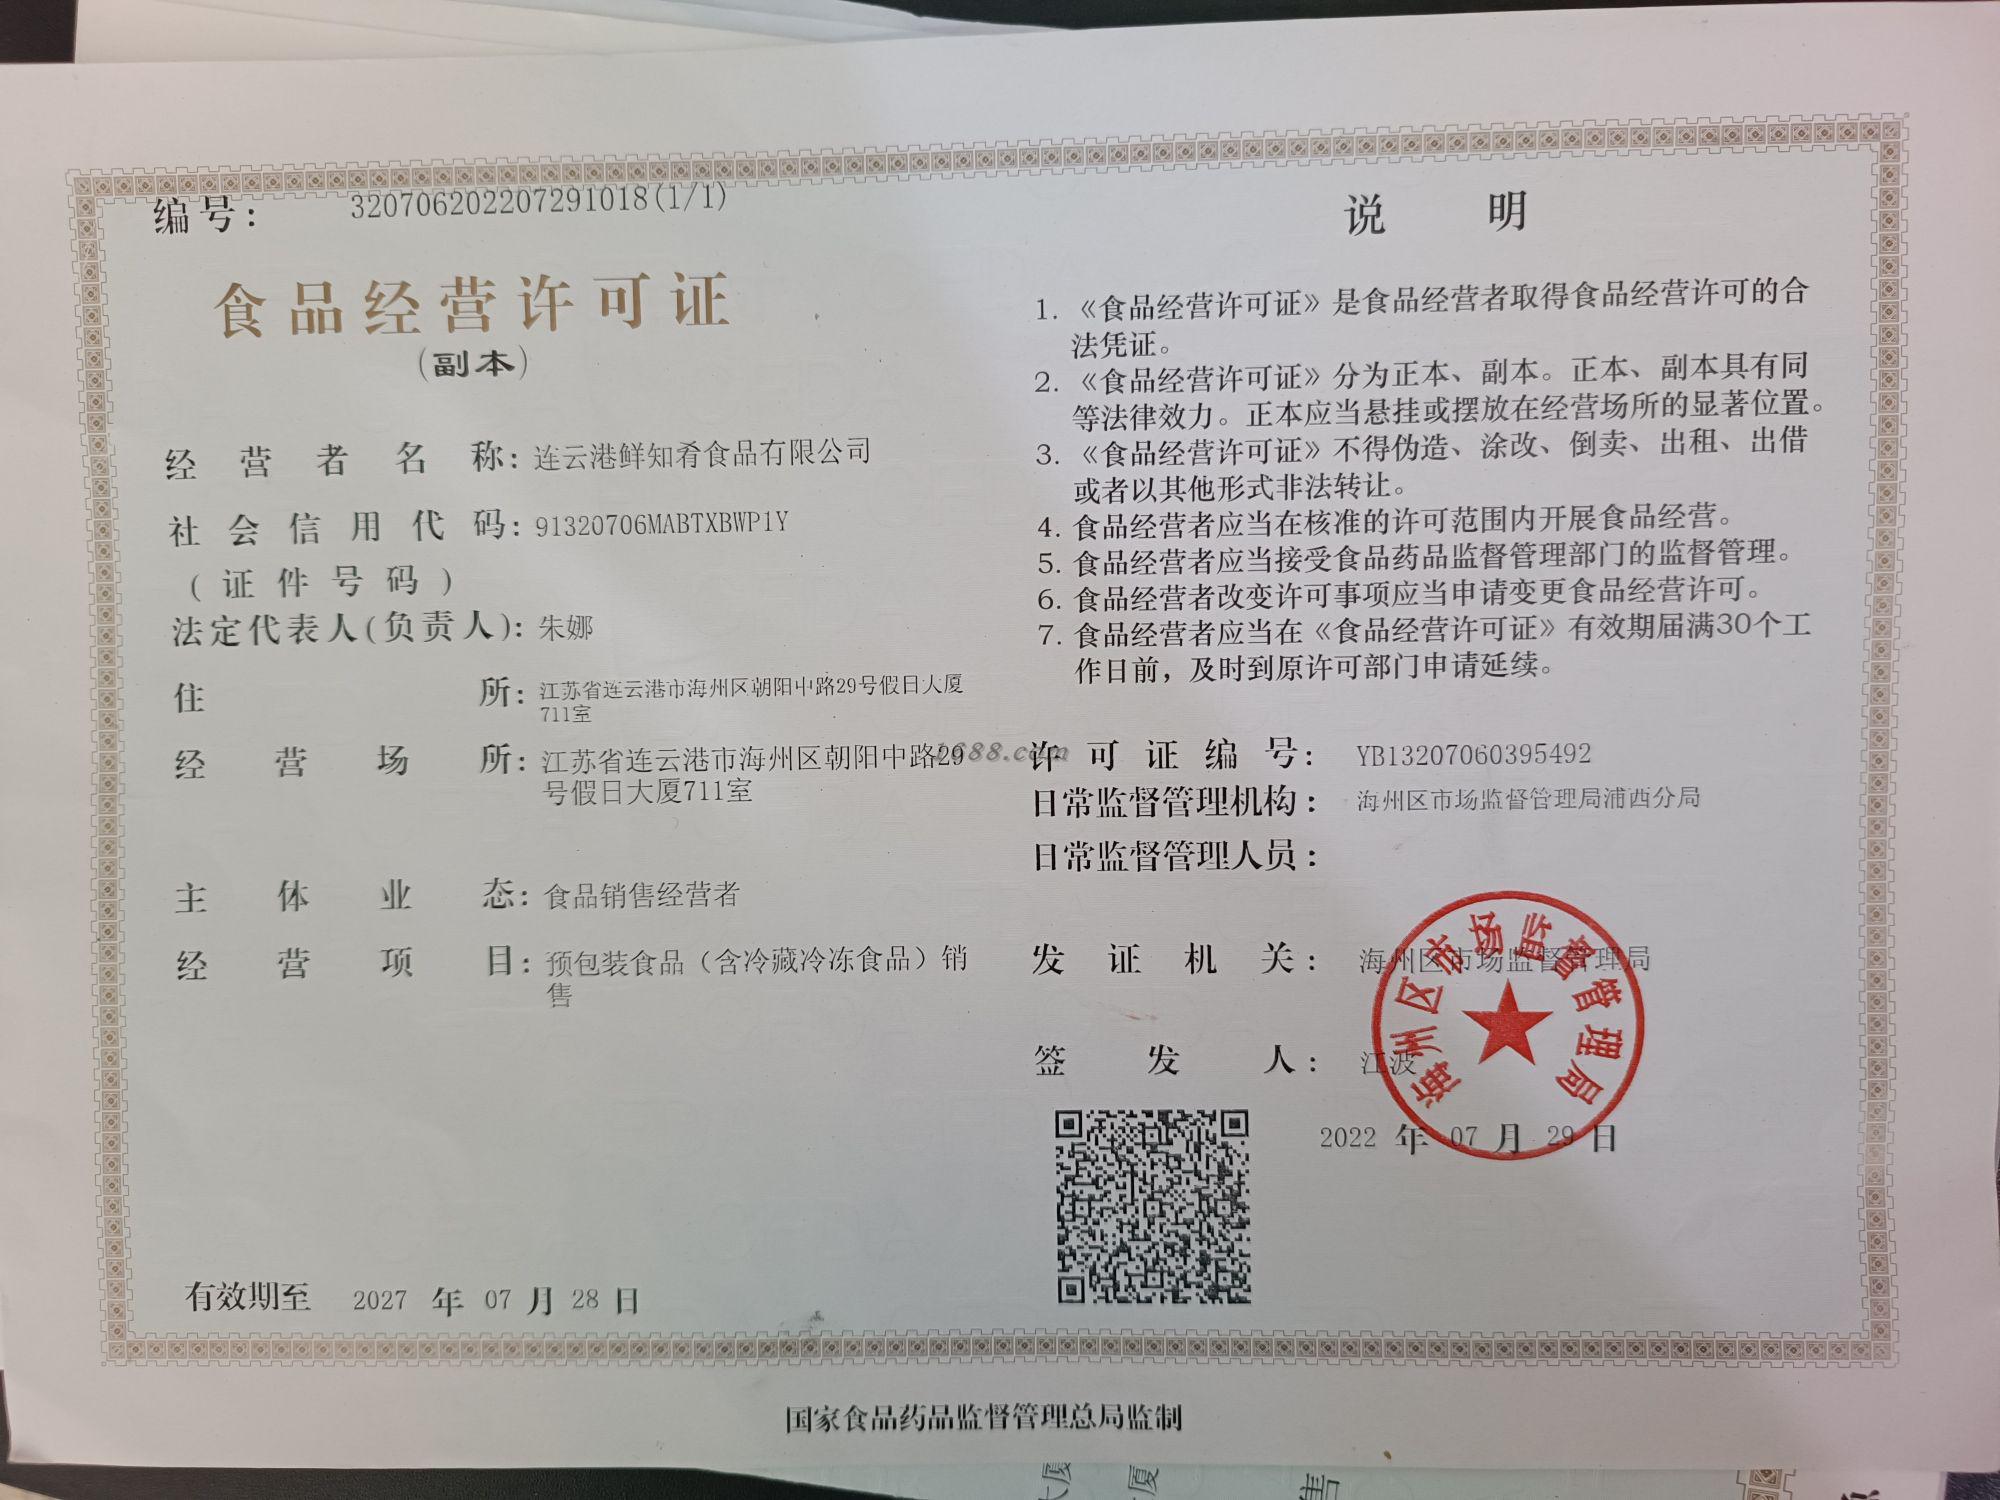 编号： 320706202207291018(1/1)
食品经营许可证
(副本)
经营者名称：连云港鲜知肴食品有限公司
社会信用代码：91320706MABTXBWP1Y
(证件号码)
法定代表人(负责人)：朱娜
住所：江苏省连云港市海州区朝阳中路29号假日大厦
711室
经营场所：江苏省连云港市海州区朝阳中路29
号假日大厦711室
主体业态：食品销售经营者
经营项目：预包装食品（含冷藏冷冻食品）销
售
有效期至 2027 年 07 月 28 日
说明
1. 《食品经营许可证》是食品经营者取得食品经营许可的合
法凭证。
2. 《食品经营许可证》分为正本、副本。正本、副本具有同
等法律效力。正本应当悬挂或摆放在经营场所的显著位置。
3. 《食品经营许可证》不得伪造、涂改、倒卖、出租、出借
或者以其他形式非法转让。
4. 食品经营者应当在核准的许可范围内开展食品经营。
5. 食品经营者应当接受食品药品监督管理部门的监督管理。
6. 食品经营者改变许可事项应当申请变更食品经营许可。
7. 食品经营者应当在《食品经营许可证》有效期届满30个工
作日前，及时到原许可部门申请延续。
1688.com
许可证编号： YB13207060395492
日常监督管理机构： 海州区市场监督管理局浦西分局
日常监督管理人员：
发证机关： 海州区市场监督管理局
签发人： 江波
海州区市场监督管理局
2022 年 07 月 29 日
国家食品药品监督管理总局监制
大厦
大厦
售